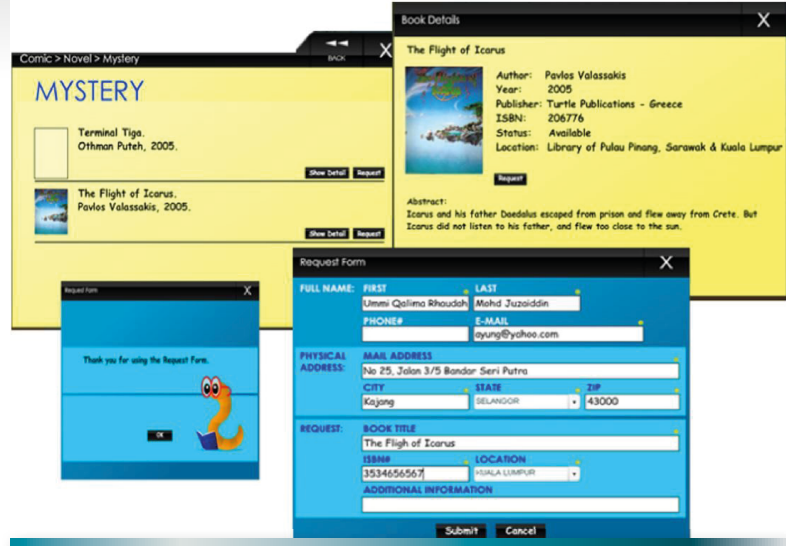 BACK
X
Comic > Novel > Mystery
MYSTERY
Terminal Tiga.
Othman Puteh, 2005.
Show Detail Request
The Flight of Icarus.
Pavlos Valassakis, 2005.
Show Detail Request
Book Details X
The Flight of Icarus
Author: Pavlos Valassakis
Year: 2005
Publisher: Turtle Publications - Greece
ISBN: 206776
Status: Available
Location: Library of Pulau Pinang, Sarawak & Kuala Lumpur
Request
Abstract:
Icarus and his father Daedalus escaped from prison and flew away from Crete. But
Icarus did not listen to his father, and flew too close to the sun.
Request Form X
Thank you for using the Request Form.
OK
Request Form X
FULL NAME: FIRST LAST
Ummi Qalima Rhoudah Mohd Juzaiddin
PHONE# E-MAIL
ayung@yahoo.com
PHYSICAL ADDRESS: MAIL ADDRESS
No 25, Jalan 3/5 Bandar Seri Putra
CITY STATE ZIP
Kajang SELANGOR 43000
REQUEST: BOOK TITLE
The Fligh of Icarus
ISBN# LOCATION
3534656567 KUALA LUMPUR
ADDITIONAL INFORMATION
Submit Cancel